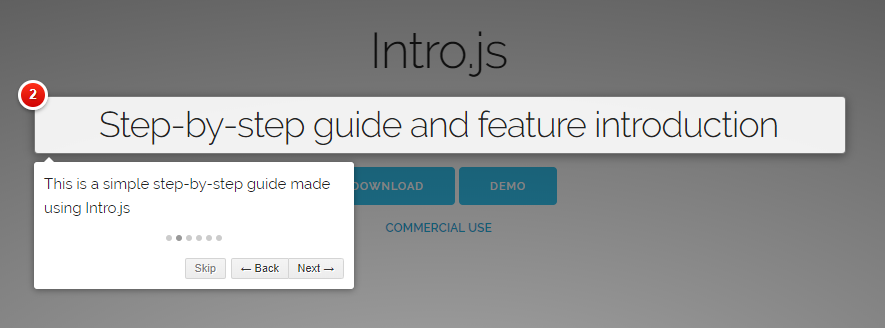 Intro.js
2
Step-by-step guide and feature introduction
This is a simple step-by-step guide made
using Intro.js
DOWNLOAD
DEMO
COMMERCIAL USE
Skip
← Back
Next →